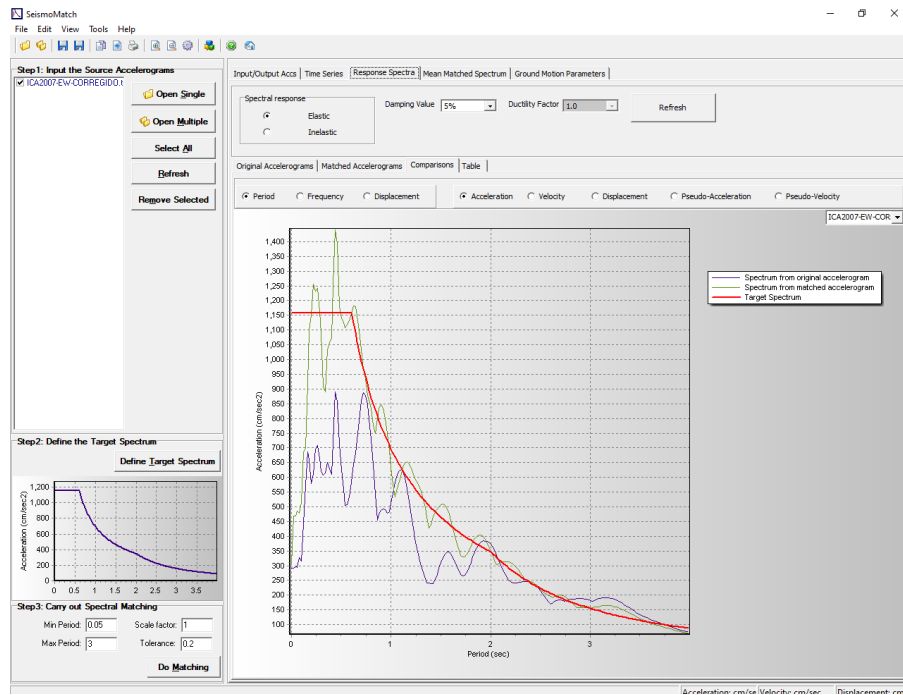 SeismoMatch
File Edit View Tools Help
Step1: Input the Source Accelerograms
ICA2007-EW-CORREGIDO.t
Open Single
Open Multiple
Select All
Refresh
Remove Selected
Input/Output Accs Time Series Response Spectra Mean Matched Spectrum Ground Motion Parameters
Spectral response
Elastic
Inelastic
Damping Value 5% Ductility Factor 1.0 Refresh
Original Accelerograms Matched Accelerograms Comparisons Table
Period Frequency Displacement Acceleration Velocity Displacement Pseudo-Acceleration Pseudo-Velocity
ICA2007-EW-COR
1,400
1,350
1,300
1,250
1,200
1,150
1,100
1,050
1,000
950
900
850
800
750
700
650
600
550
500
450
400
350
300
250
200
150
100
Acceleration (cm/sec2)
0 1 2 3
Period (sec)
Spectrum from original accelerogram
Spectrum from matched accelerogram
Target Spectrum
Step2: Define the Target Spectrum
Define Target Spectrum
1,200
1,000
800
600
400
200
0
Acceleration (cm/sec2)
0 0.5 1 1.5 2 2.5 3 3.5
Step3: Carry out Spectral Matching
Min Period: 0.05 Scale factor: 1
Max Period: 3 Tolerance: 0.2
Do Matching
Acceleration: cm/se Velocity: cm/sec Displacement: cm